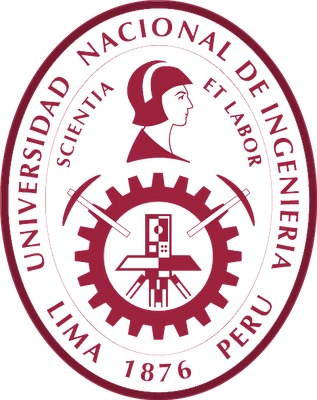 UNIVERSIDAD NACIONAL DE INGENIERIA
SCIENTIA ET LABOR
LIMA 1876 PERU